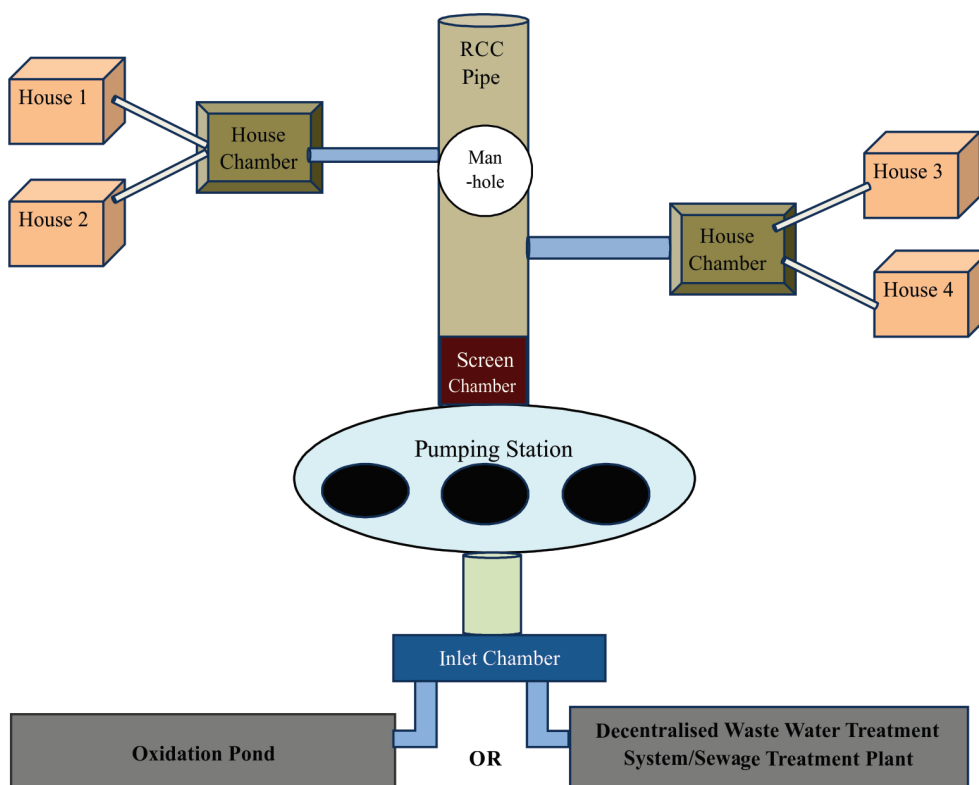 RCC
Pipe
House 1
House
Chamber
Man
-hole
House 2
House 3
House
Chamber
House 4
Screen
Chamber
Pumping Station
Inlet Chamber
Oxidation Pond
OR
Decentralised Waste Water Treatment
System/Sewage Treatment Plant